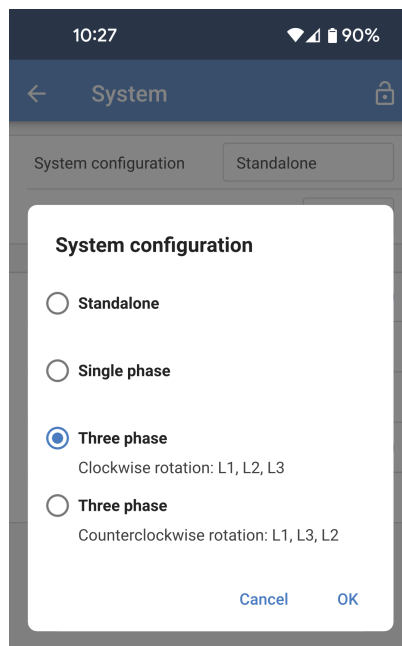 10:27
90%
System
System configuration
Standalone
System configuration
Standalone
Single phase
Three phase
Clockwise rotation: L1, L2, L3
Three phase
Counterclockwise rotation: L1, L3, L2
Cancel
OK